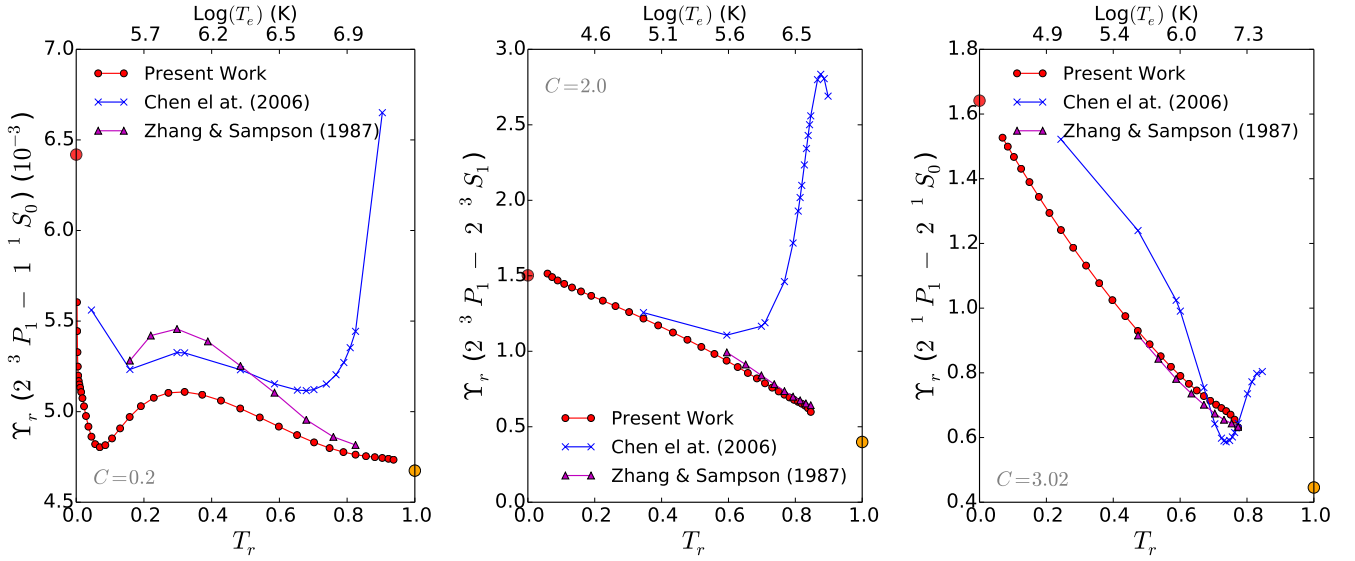 Log(T_e) (K)
5.7 6.2 6.5 6.9
7.0
6.5
6.0
5.5
5.0
4.5
ϒ_r (2 ³P₁ − 1 ¹S₀) (10⁻³)
Present Work
Chen el at. (2006)
Zhang & Sampson (1987)
C=0.2
0.0 0.2 0.4 0.6 0.8 1.0
T_r
Log(T_e) (K)
4.6 5.1 5.6 6.5
3.0
2.5
2.0
1.5
1.0
0.5
0.0
ϒ_r (2 ³P₁ − 2 ³S₁)
C=2.0
Present Work
Chen el at. (2006)
Zhang & Sampson (1987)
0.0 0.2 0.4 0.6 0.8 1.0
T_r
Log(T_e) (K)
4.9 5.4 6.0 7.3
1.8
1.6
1.4
1.2
1.0
0.8
0.6
0.4
ϒ_r (2 ¹P₁ − 2 ¹S₀)
Present Work
Chen el at. (2006)
Zhang & Sampson (1987)
C=3.02
0.0 0.2 0.4 0.6 0.8 1.0
T_r